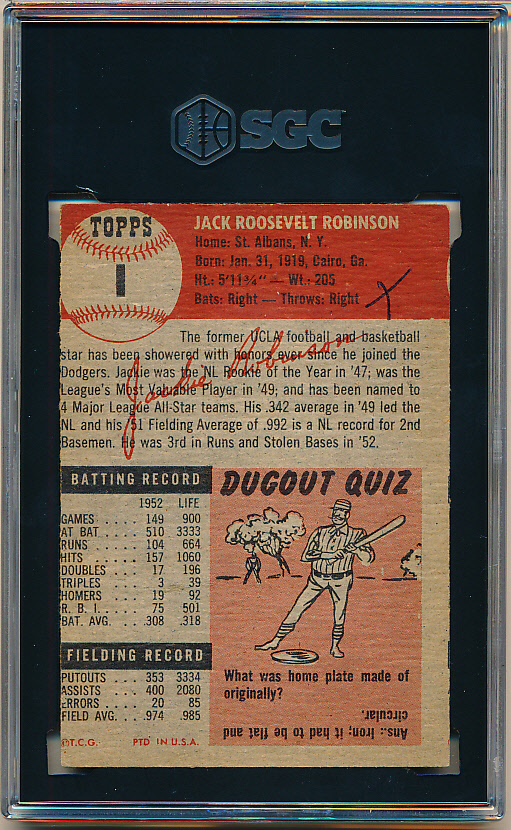 SGC
TOPPS
1
JACK ROOSEVELT ROBINSON
Home: St. Albans, N. Y.
Born: Jan. 31, 1919, Cairo, Ga.
Ht.: 5'11¾" — Wt.: 205
Bats: Right — Throws: Right
The former UCLA football and basketball
star has been showered with honors ever since he joined the
Dodgers. Jackie was the NL Rookie of the Year in '47; was the
League's Most Valuable Player in '49; and has been named to
4 Major League All-Star teams. His .342 average in '49 led the
NL and his '51 Fielding Average of .992 is a NL record for 2nd
Basemen. He was 3rd in Runs and Stolen Bases in '52.
Jackie Robinson
BATTING RECORD
1952 LIFE
GAMES .... 149 900
AT BAT .... 510 3333
RUNS .... 104 664
HITS .... 157 1060
DOUBLES ... 17 196
TRIPLES ... 3 39
HOMERS ... 19 92
R. B. I. .... 75 501
BAT. AVG. .. .308 .318
FIELDING RECORD
PUTOUTS .. 353 3334
ASSISTS ... 400 2080
ERRORS ... 20 85
FIELD AVG. . .974 .985
T.C.G. PTD IN U.S.A.
DUGOUT QUIZ
What was home plate made of
originally?
Ans.: Iron; it had to be flat and
circular.